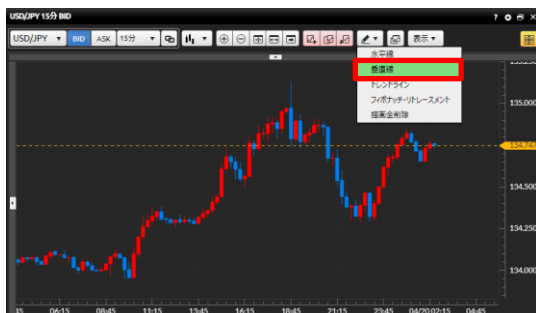 USD/JPY 15分 BID
USD/JPY BID ASK 15分 表示
水平線
垂直線
トレンドライン
フィボナッチ・リトレースメント
描画全削除
135.000
134.747
134.500
134.250
134.000
06:15 08:45 11:15 13:45 16:15 18:45 21:15 23:45 04/20 02:15 04:45